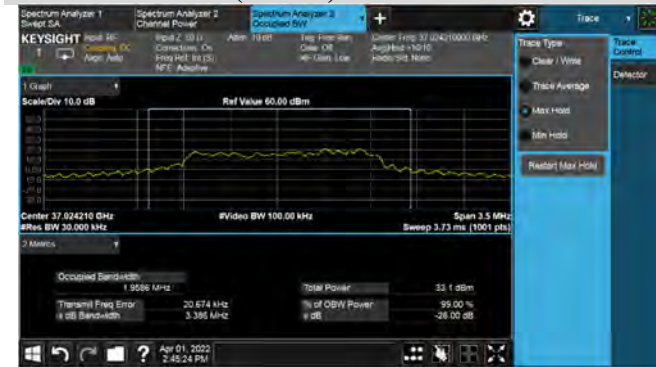 Spectrum Analyzer 1
Swept SA
Spectrum Analyzer 2
Channel Power
Spectrum Analyzer 3
Occupied BW
Trace
KEYSIGHT Input: RF
Coupling: DC
Align: Auto
Input Z: 50 Ω
Corrections: On
Freq Ref: Int (S)
NFE: Adaptive
Atten: 10 dB
Trig: Free Run
Gate: Off
#IF Gain: Low
Center Freq: 37.024210000 GHz
Avg|Hold: >10/10
Radio Std: None
1 Graph
Scale/Div 10.0 dB
Ref Value 60.00 dBm
Center 37.024210 GHz
#Res BW 30.000 kHz
#Video BW 100.00 kHz
Span 3.5 MHz
Sweep 3.73 ms (1001 pts)
2 Metrics
Occupied Bandwidth
1.9586 MHz
Transmit Freq Error
20.674 kHz
x dB Bandwidth
3.386 MHz
Total Power
33.1 dBm
% of OBW Power
99.00 %
x dB
-26.00 dB
Trace Type
Clear / Write
Trace Average
Max Hold
Min Hold
Restart Max Hold
Trace
Control
Detector
? Apr 01, 2022
2:45:24 PM